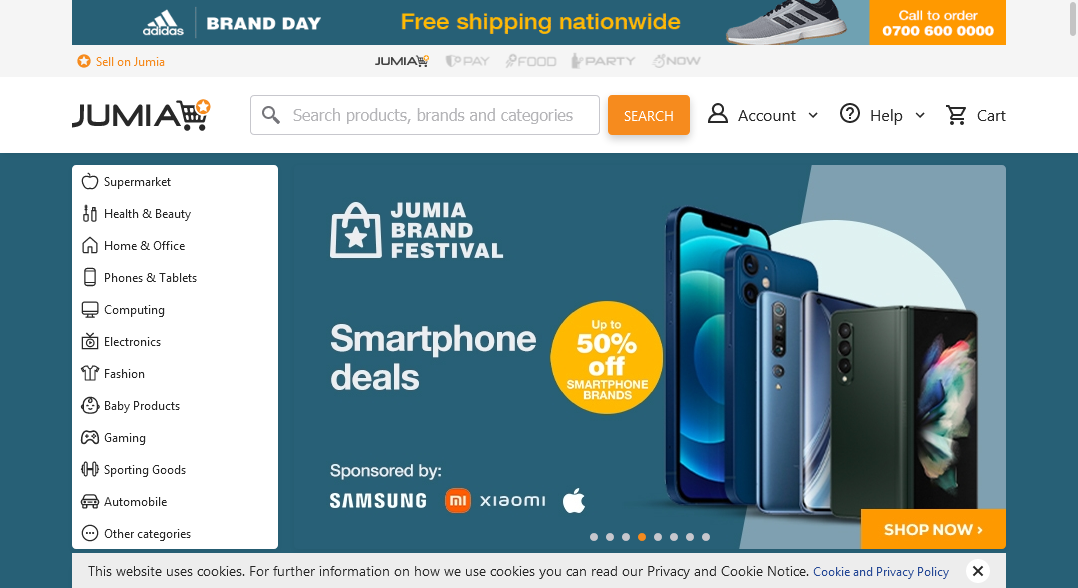 adidas
BRAND DAY
Free shipping nationwide
Call to order
0700 600 0000
Sell on Jumia
JUMIA
PAY
FOOD
PARTY
NOW
JUMIA
Search products, brands and categories
SEARCH
Account
Help
Cart
Supermarket
Health & Beauty
Home & Office
Phones & Tablets
Computing
Electronics
Fashion
Baby Products
Gaming
Sporting Goods
Automobile
Other categories
JUMIA
BRAND
FESTIVAL
Smartphone
deals
Up to
50%
off
SMARTPHONE
BRANDS
Sponsored by:
SAMSUNG
mi
xiaomi
SHOP NOW ›
This website uses cookies. For further information on how we use cookies you can read our Privacy and Cookie Notice. Cookie and Privacy Policy